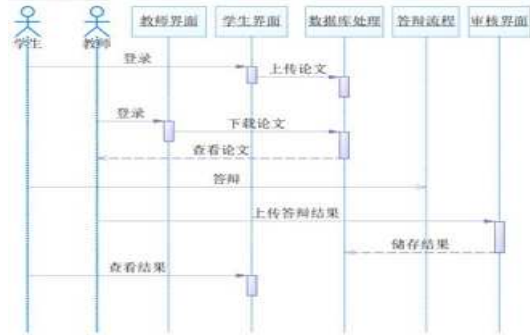 教师界面 学生界面 数据库处理 答辩流程 审核界面
学生 教师
登录
上传论文
登录
下载论文
查看论文
答辩
上传答辩结果
储存结果
查看结果